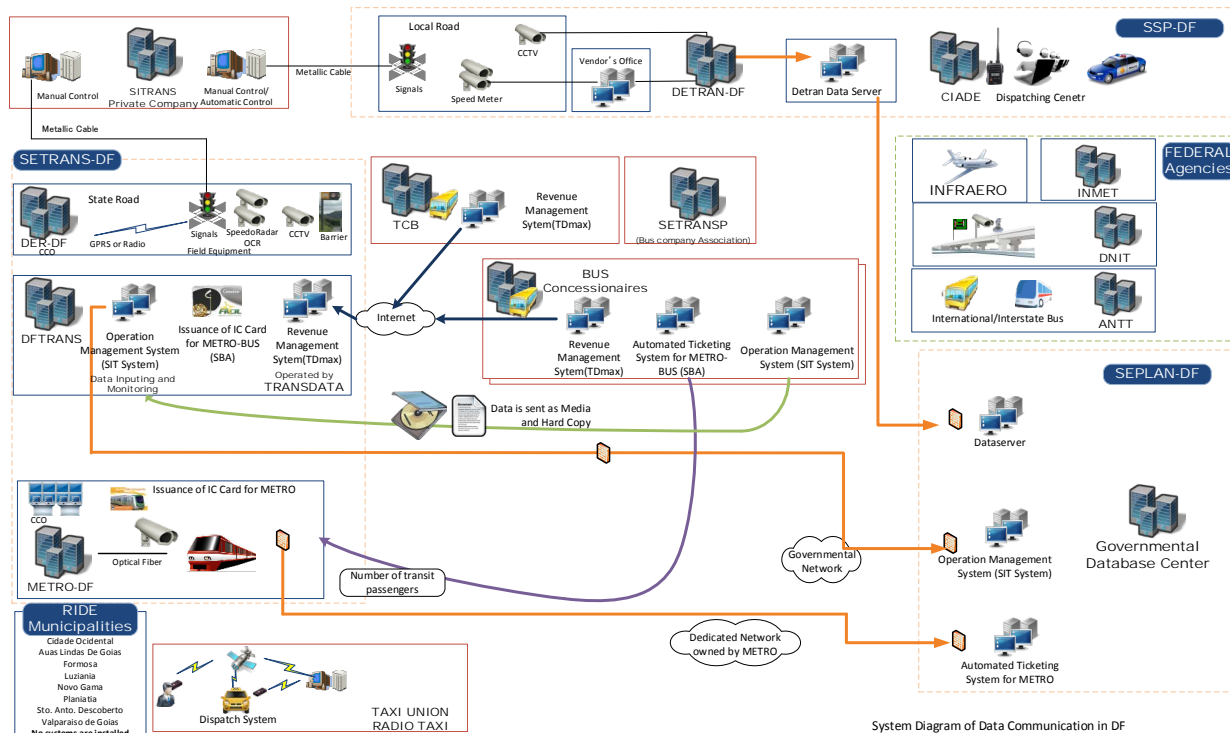 SSP-DF
Local Road
CCTV
Signals
Speed Meter
Vendor's Office
DETRAN-DF
Detran Data Server
CIADE
Dispatching Cenetr
Manual Control
SITRANS
Private Company
Manual Control/
Automatic Control
Metallic Cable
Metallic Cable
SETRANS-DF
State Road
DER-DF
CCO
GPRS or Radio
Signals
SpeedoRadar
OCR
CCTV
Barrier
Field Equipment
TCB
Revenue
Management
Sytem(TDmax)
SETRANSP
(Bus company Association)
FEDERAL
Agencies
INFRAERO
INMET
DNIT
International/Interstate Bus
ANTT
DFTRANS
Operation
Management System
(SIT System)
Data Inputing and
Monitoring
Issuance of IC Card
for METRO-BUS
(SBA)
Revenue
Management
Sytem(TDmax)
Operated by
TRANSDATA
Internet
BUS
Concessionaires
Revenue
Management
Sytem(TDmax)
Automated Ticketing
System for METRO-
BUS (SBA)
Operation Management
System (SIT System)
Data is sent as Media
and Hard Copy
SEPLAN-DF
Dataserver
Operation Management
System (SIT System)
Governmental
Database Center
Automated Ticketing
System for METRO
CCO
Issuance of IC Card for METRO
METRO-DF
Optical Fiber
Number of transit
passengers
Governmental
Network
Dedicated Network
owned by METRO
RIDE
Municipalities
Cidade Ocidental
Auas Lindas De Goias
Formosa
Luziania
Novo Gama
Planiatia
Sto. Anto. Descoberto
Valparaiso de Goias
No systems are installed
Dispatch System
TAXI UNION
RADIO TAXI
System Diagram of Data Communication in DF